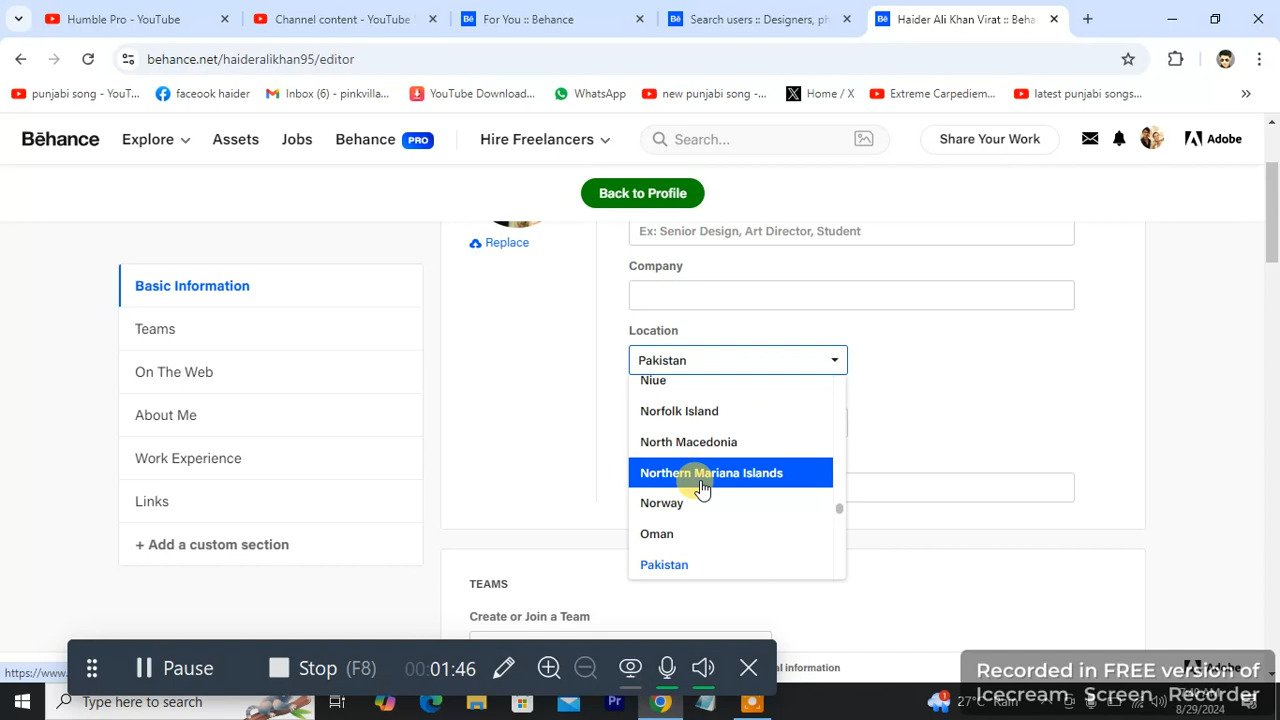 Humble Pro - YouTube
Channel content - YouTube
For You :: Behance
Search users :: Designers, ph
Haider Ali Khan Virat :: Beha
behance.net/haideralikhan95/editor
punjabi song - YouT...
faceook haider
Inbox (6) - pinkvilla...
YouTube Download...
WhatsApp
new punjabi song -...
Home / X
Extreme Carpediem...
latest punjabi songs...
Bēhance
Explore
Assets
Jobs
Behance PRO
Hire Freelancers
Search...
Share Your Work
Adobe
Back to Profile
Replace
Ex: Senior Design, Art Director, Student
Company
Location
Pakistan
Niue
Norfolk Island
North Macedonia
Northern Mariana Islands
Norway
Oman
Pakistan
Basic Information
Teams
On The Web
About Me
Work Experience
Links
+ Add a custom section
TEAMS
Create or Join a Team
https://www.
Pause
Stop (F8)
00:01:46
al information
Recorded in FREE version of
Icecream Screen Recorder
Type here to search
27°C Rain
8/29/2024